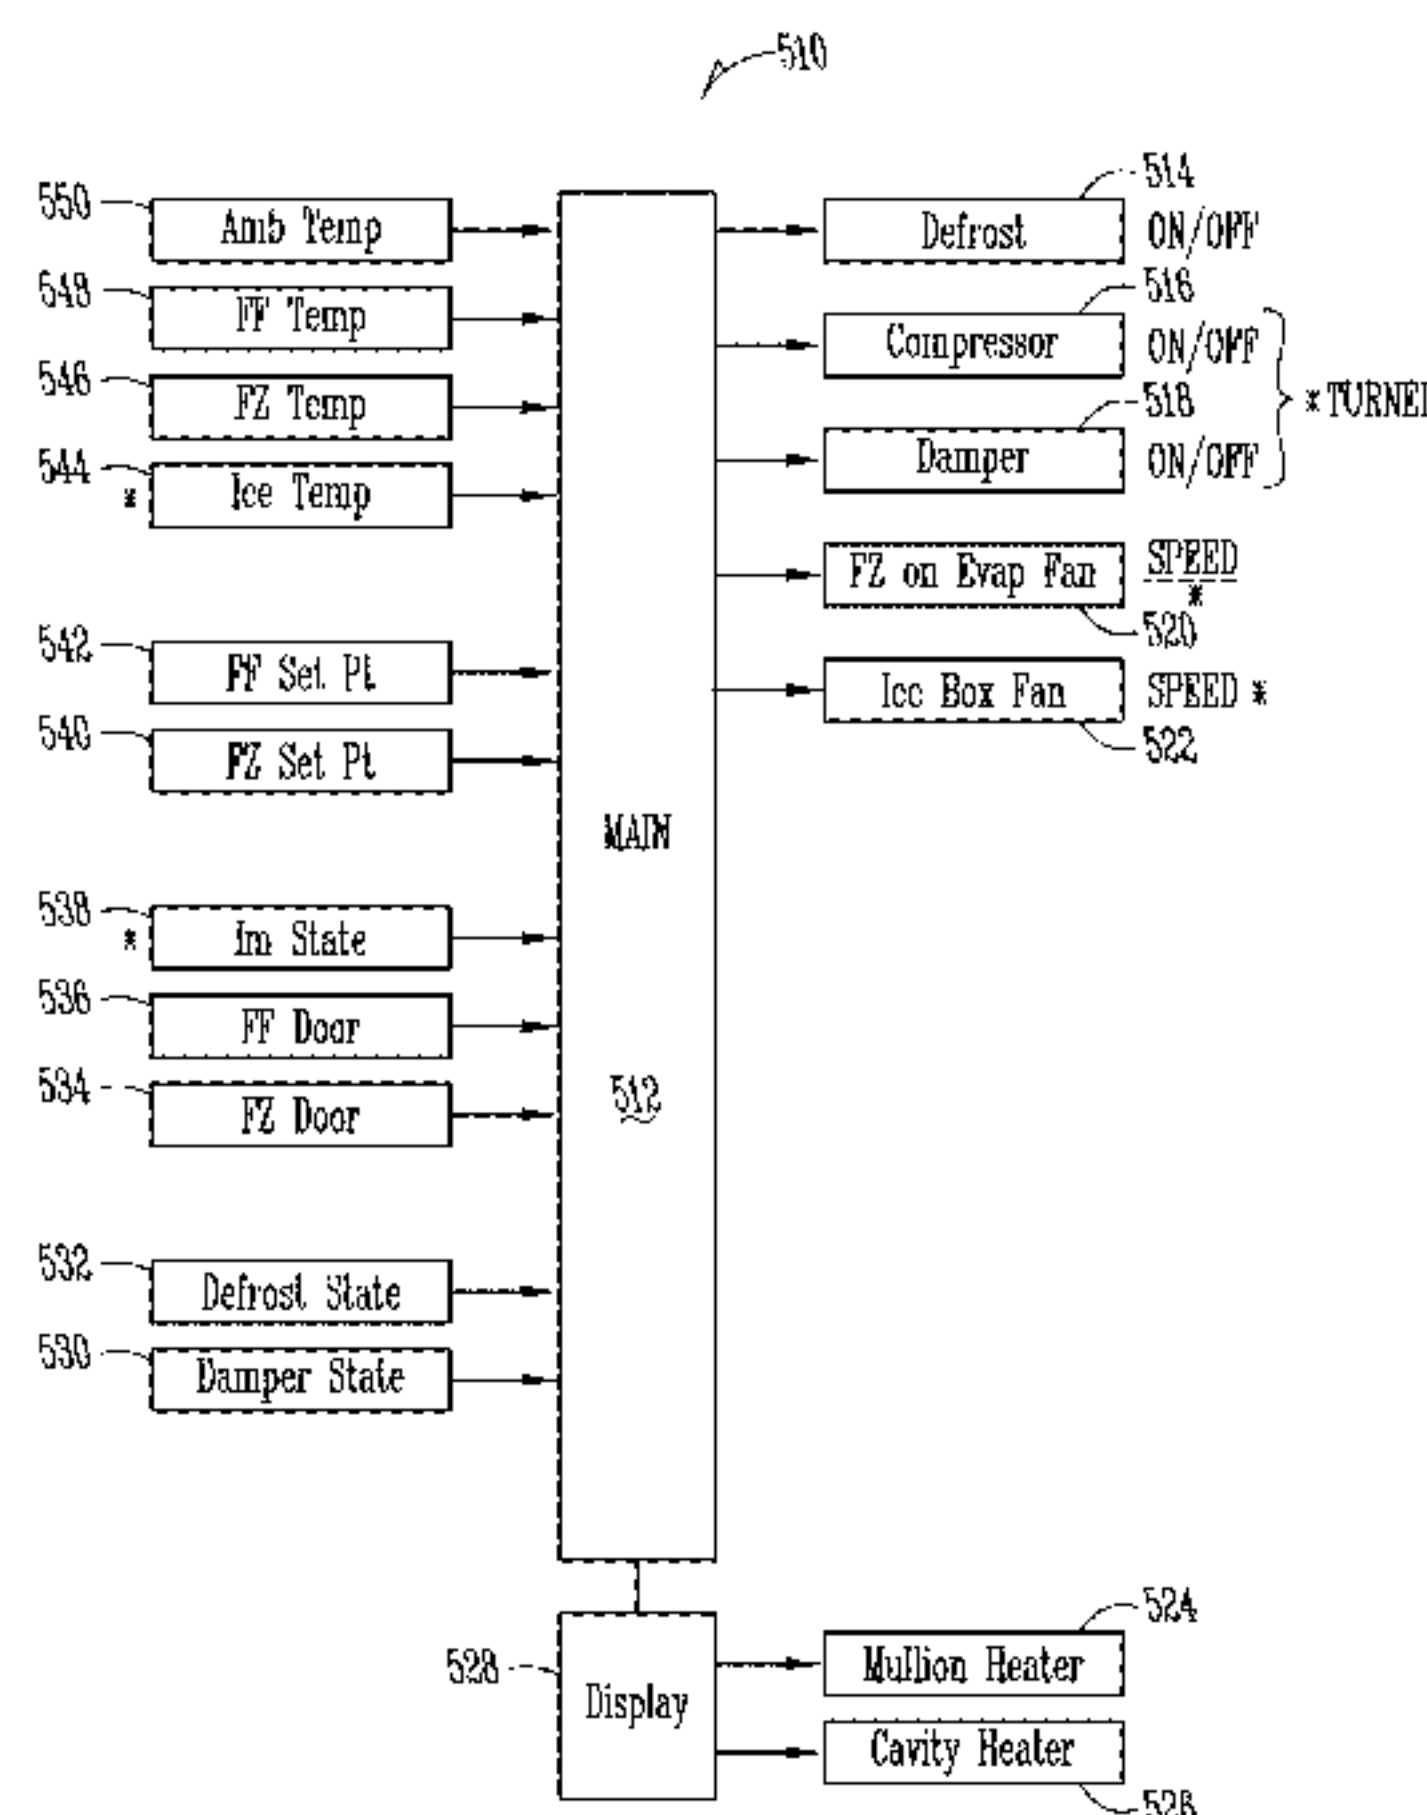 510
550 Amb Temp
548 FF Temp
546 FZ Temp
544 * Ice Temp
542 FF Set Pt
540 FZ Set Pt
538 * Im State
536 FF Door
534 FZ Door
532 Defrost State
530 Damper State
MAIN
512
514
Defrost ON/OFF
516
Compressor ON/OFF
518
Damper ON/OFF
*
FZ on Evap Fan SPEED
*
520
Ice Box Fan SPEED *
522
528 Display
524
Mullion Heater
Cavity Heater
526